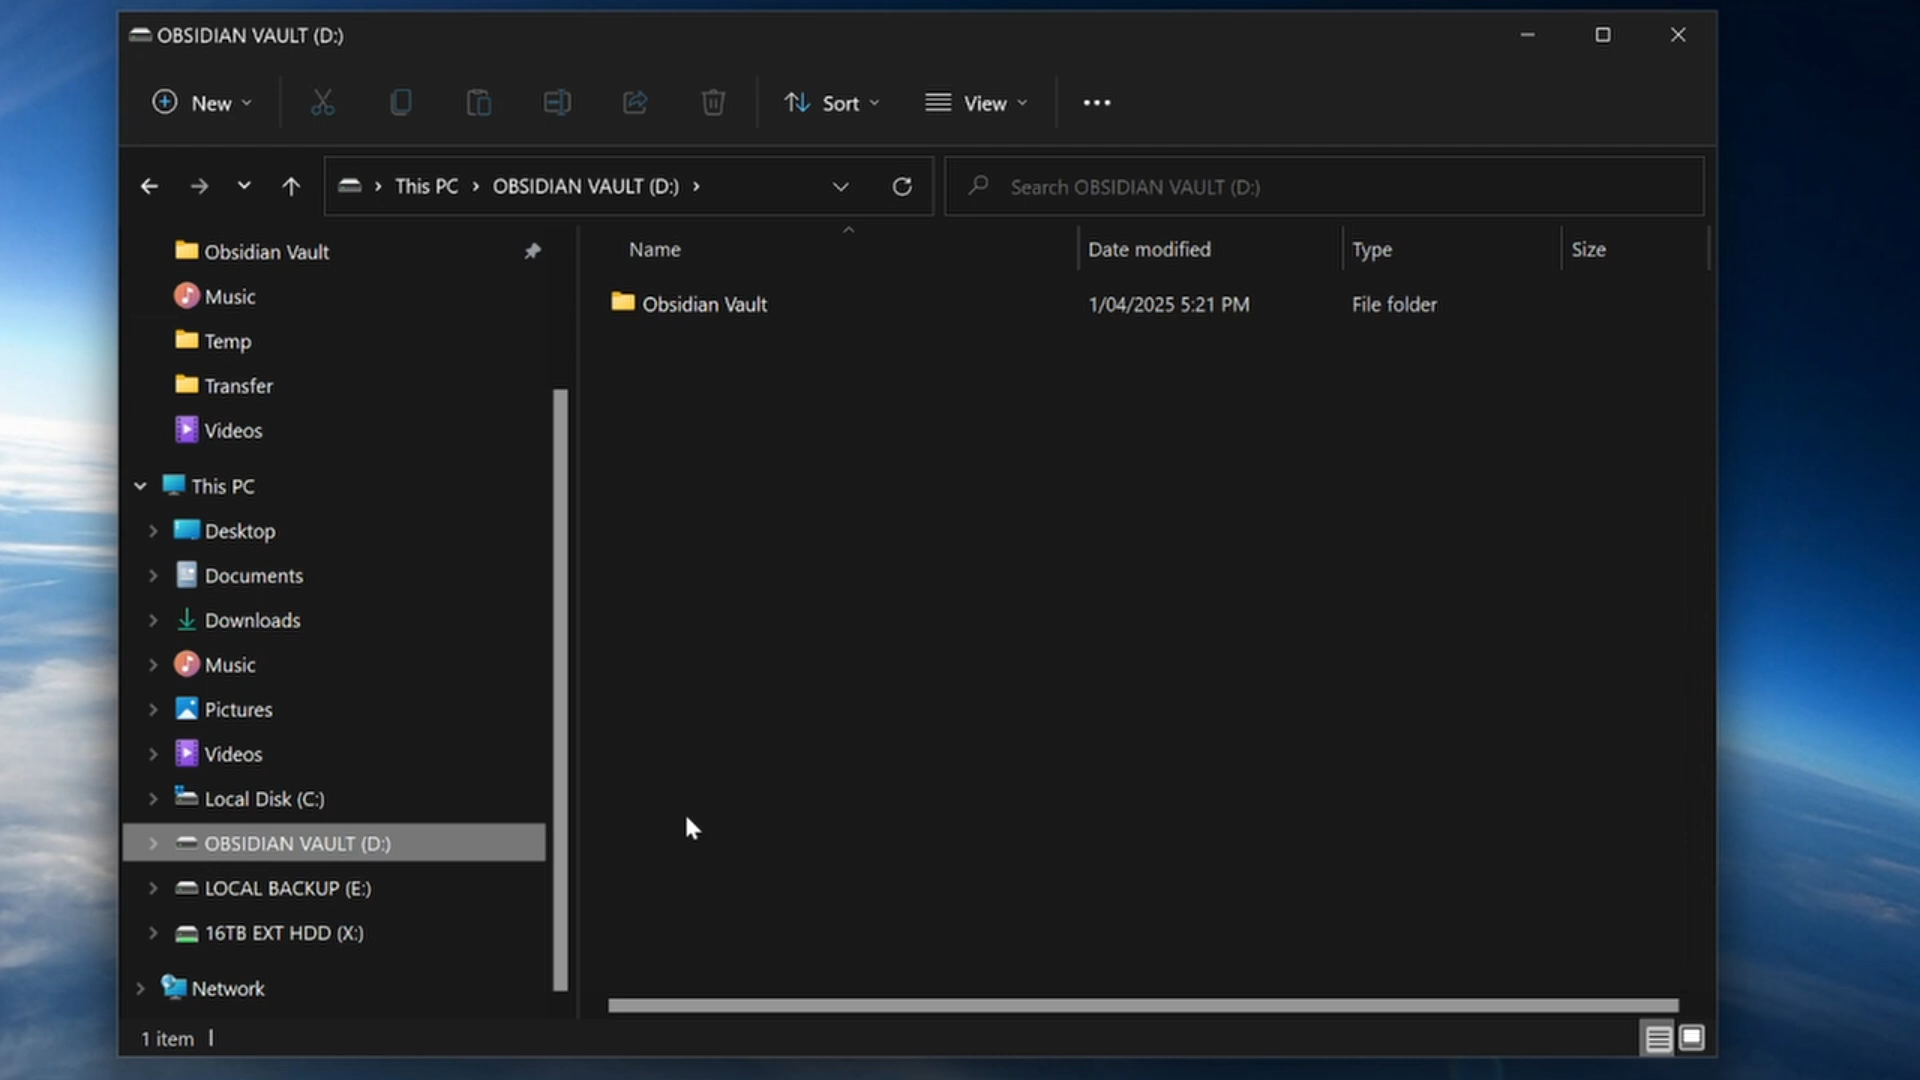 OBSIDIAN VAULT (D:)
New
Sort
View
This PC
OBSIDIAN VAULT (D:)
Search OBSIDIAN VAULT (D:)
Obsidian Vault
Music
Temp
Transfer
Videos
This PC
Desktop
Documents
Downloads
Music
Pictures
Videos
Local Disk (C:)
OBSIDIAN VAULT (D:)
LOCAL BACKUP (E:)
16TB EXT HDD (X:)
Network
Name Date modified Type Size
Obsidian Vault 1/04/2025 5:21 PM File folder
1 item